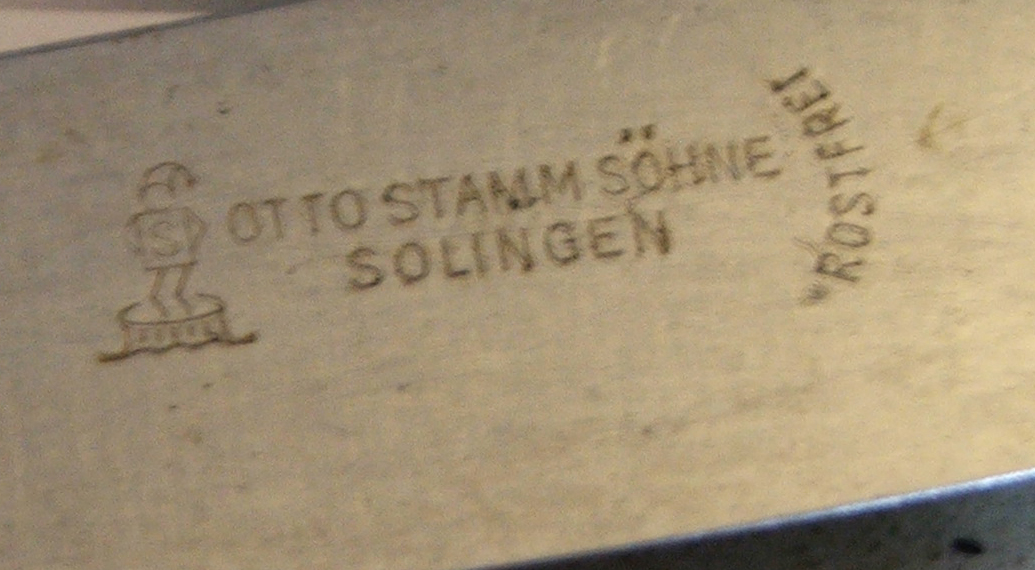 S
OTTO STAMM SÖHNE
SOLINGEN
"ROSTFREI